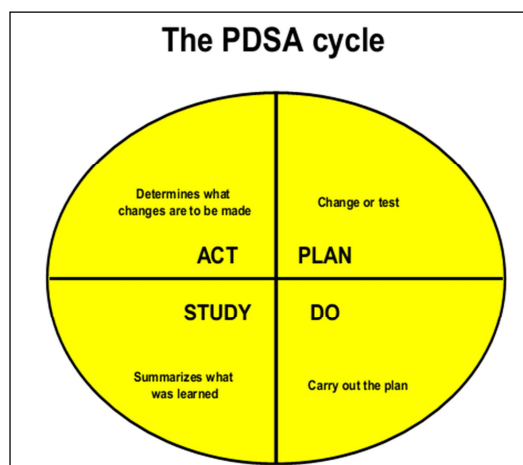 The PDSA cycle
Determines what
changes are to be made
ACT
Change or test
PLAN
STUDY
Summarizes what
was learned
DO
Carry out the plan